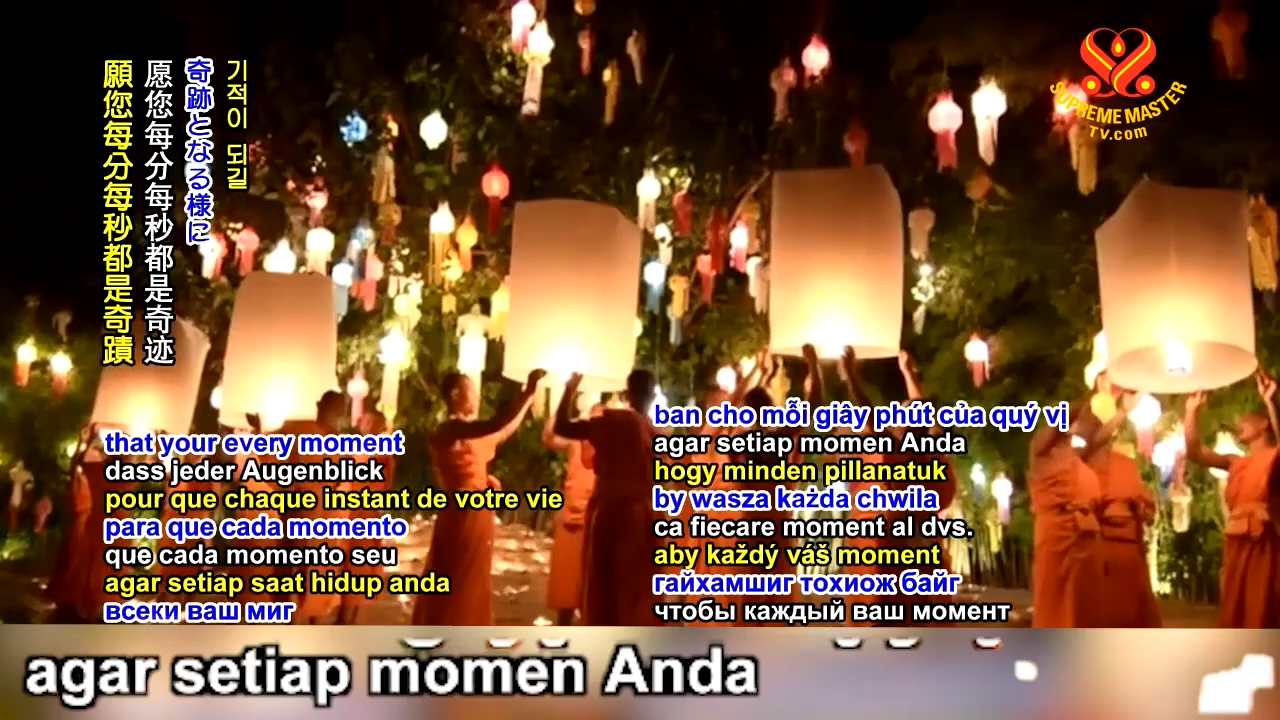 願您每分每秒都是奇蹟
愿您每分每秒都是奇迹
奇跡となる様に
기적이 되길
SUPREME MASTER
TV.com
that your every moment
dass jeder Augenblick
pour que chaque instant de votre vie
para que cada momento
que cada momento seu
agar setiap saat hidup anda
всеки ваш миг
ban cho mỗi giây phút của quý vị
agar setiap momen Anda
hogy minden pillanatuk
by wasza każda chwila
ca fiecare moment al dvs.
aby každý váš moment
гайхамшиг тохиож байг
чтобы каждый ваш момент
agar setiap momen Anda